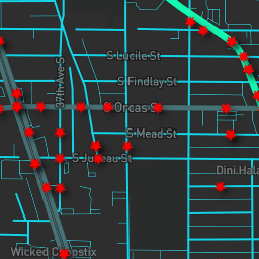 S Lucile St
37th Ave S
S Findlay St
S Orcas St
S Mead St
S Juneau St
Dini Hala
Wicked Chopstix